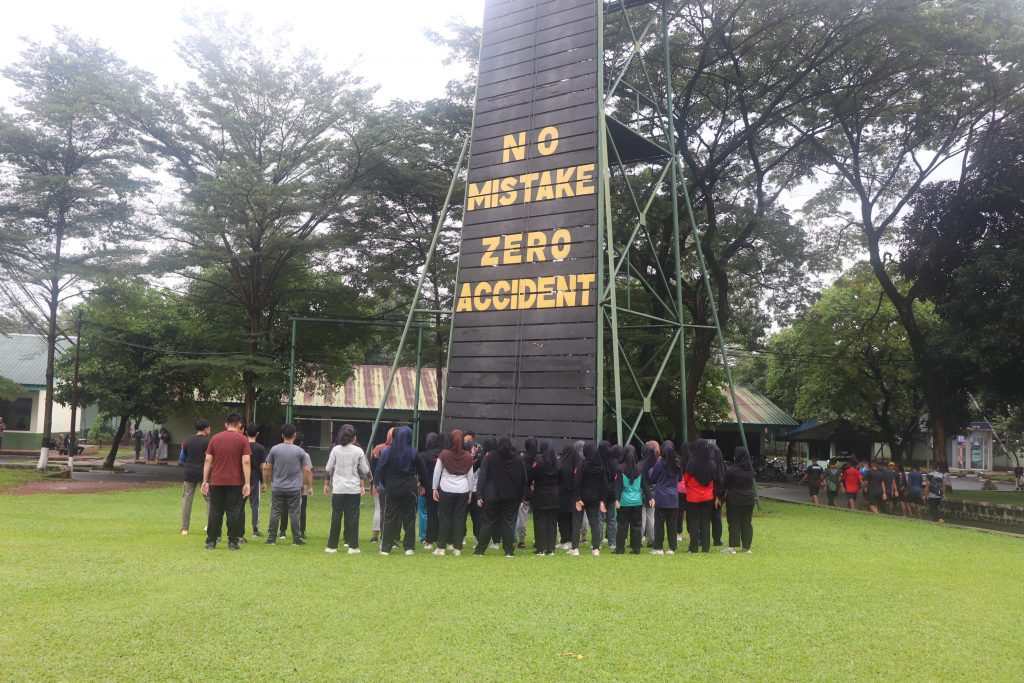 NO
MISTAKE
ZERO
ACCIDENT